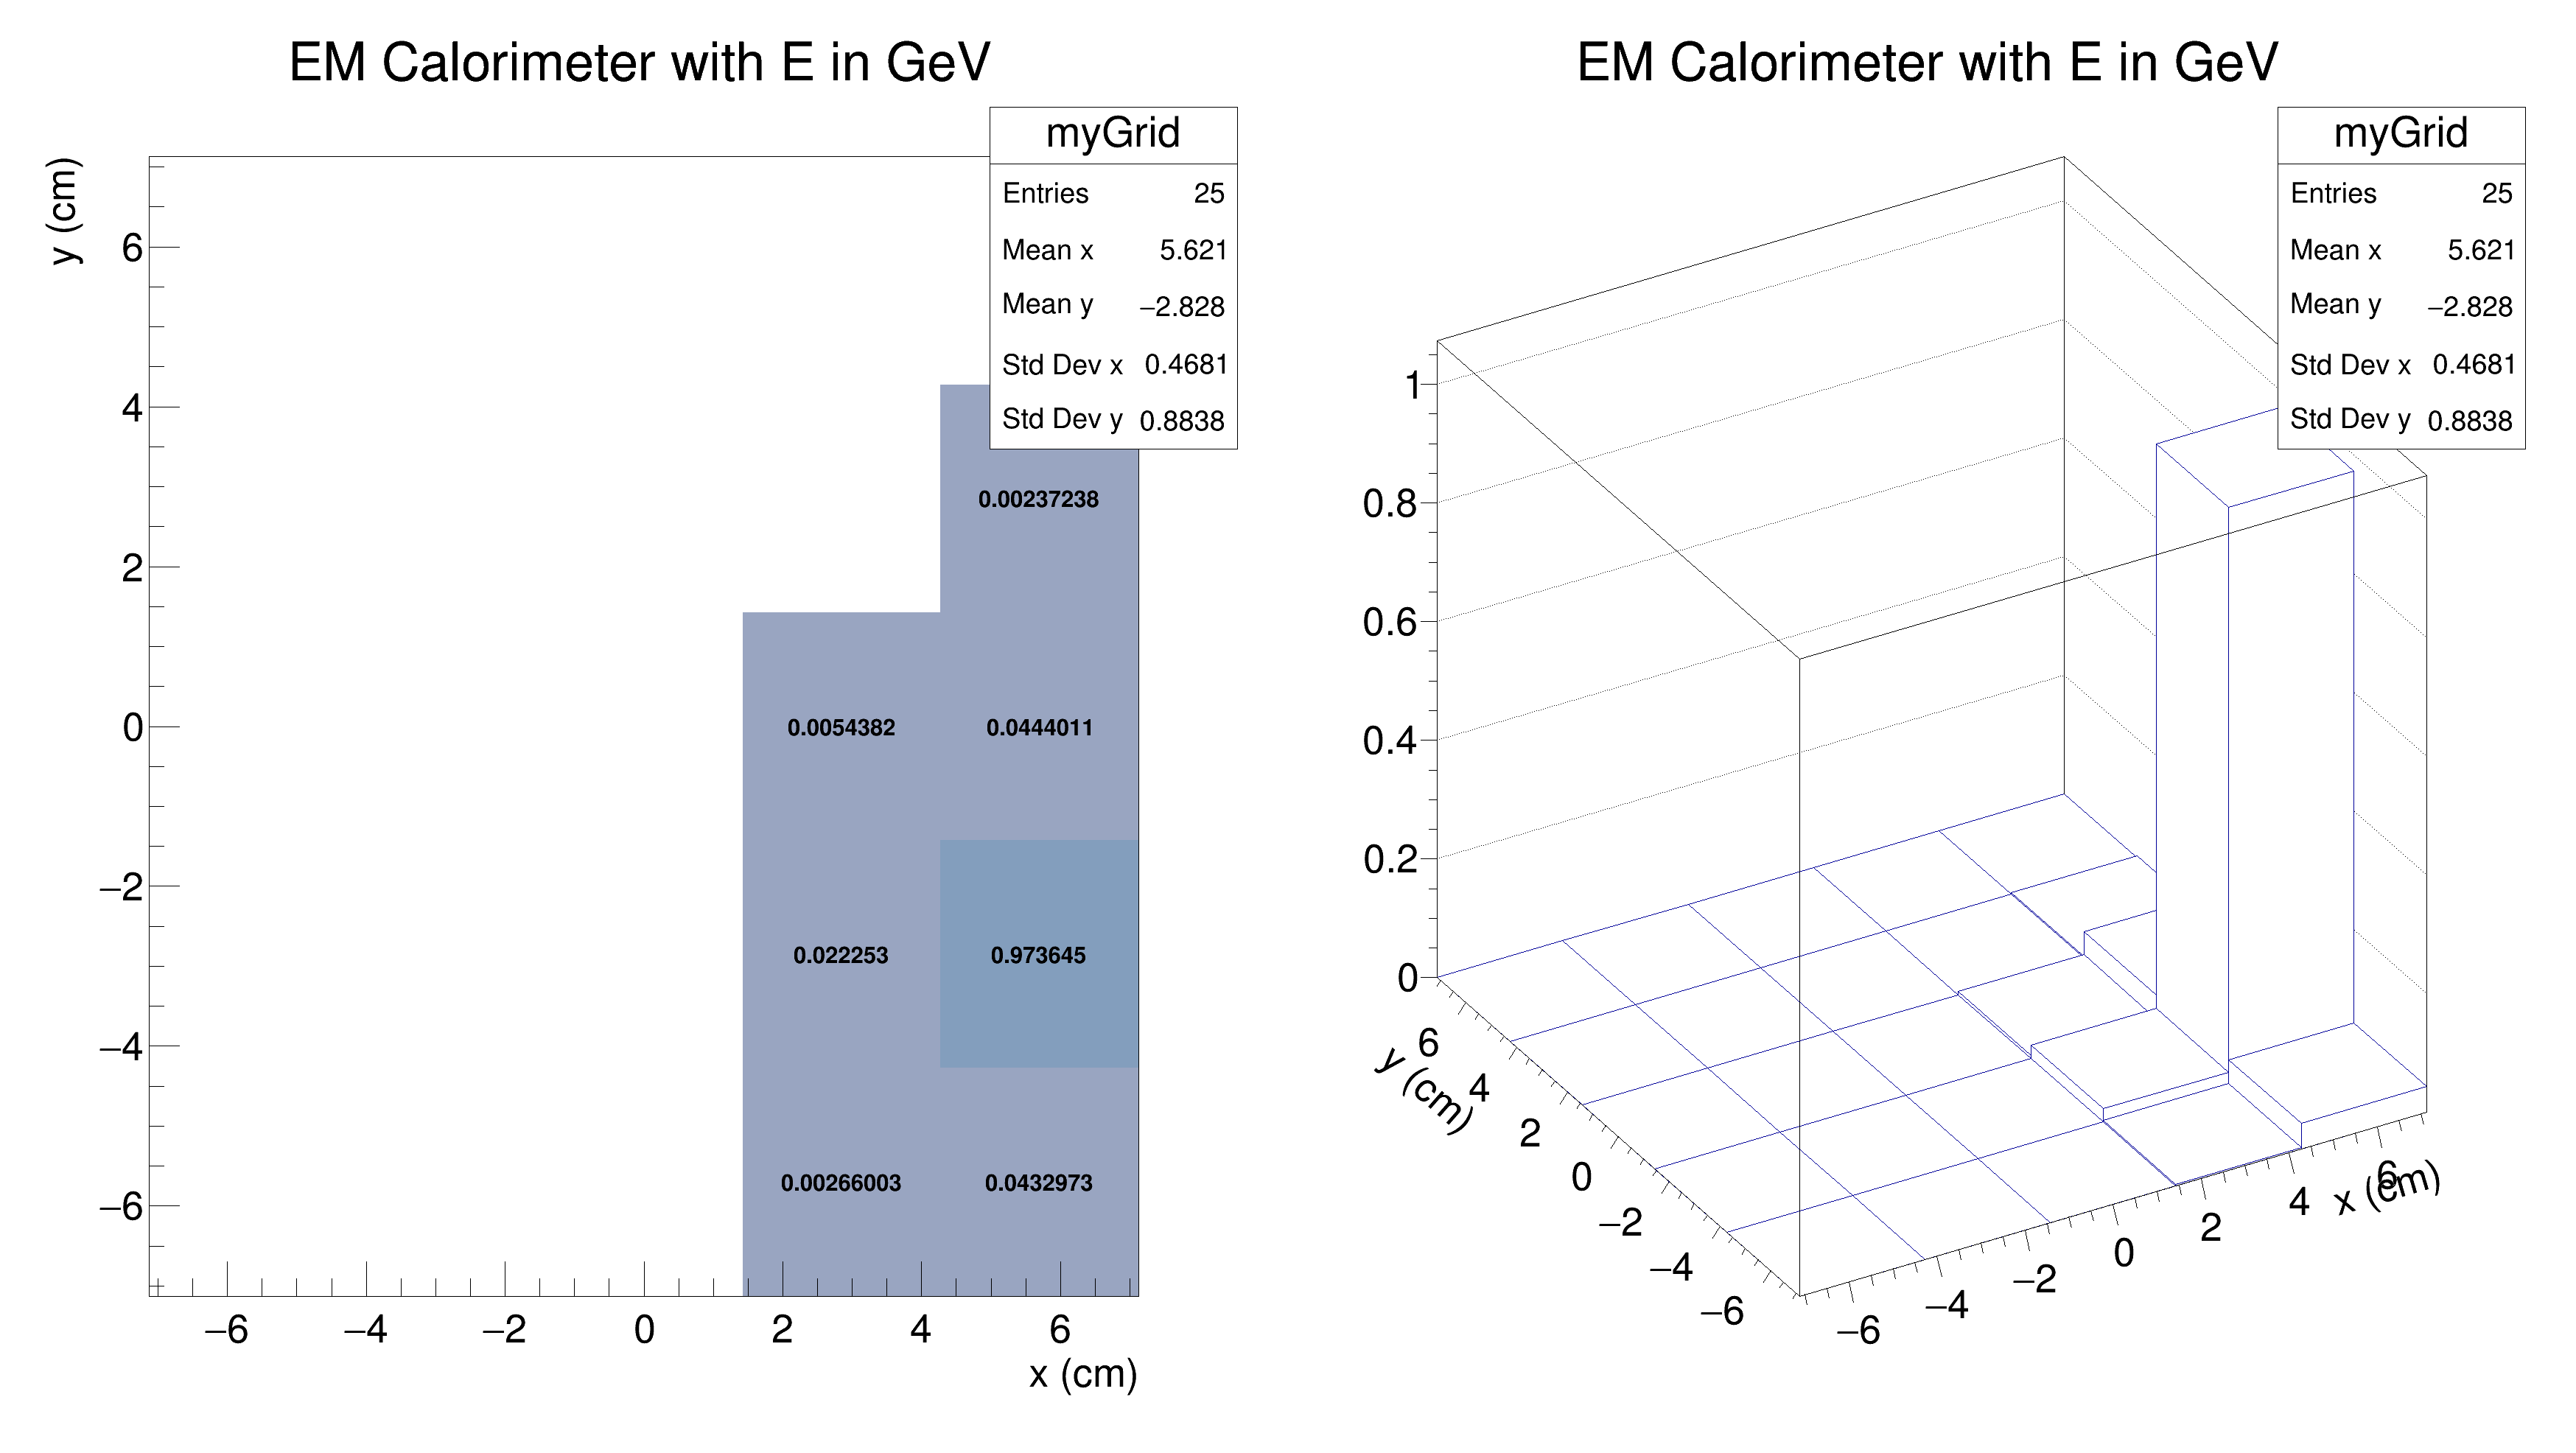 EM Calorimeter with E in GeV
myGrid
Entries 25
Mean x 5.621
Mean y −2.828
Std Dev x 0.4681
Std Dev y 0.8838
y (cm)
6
4
2
0
−2
−4
−6
0.00237238
0.0054382 0.0444011
0.022253 0.973645
0.00266003 0.0432973
−6 −4 −2 0 2 4 6
x (cm)
EM Calorimeter with E in GeV
myGrid
Entries 25
Mean x 5.621
Mean y −2.828
Std Dev x 0.4681
Std Dev y 0.8838
1
0.8
0.6
0.4
0.2
0
y (cm)
6
4
2
0
−2
−4
−6
−6 −4 −2 0 2 4 6
x (cm)